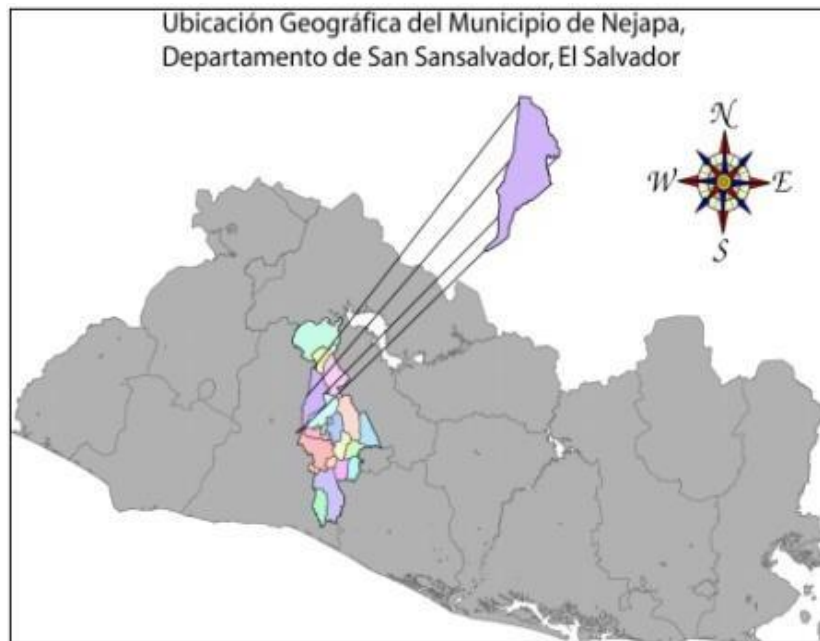 Ubicación Geográfica del Municipio de Nejapa,
Departamento de San Sansalvador, El Salvador
N
W E
S